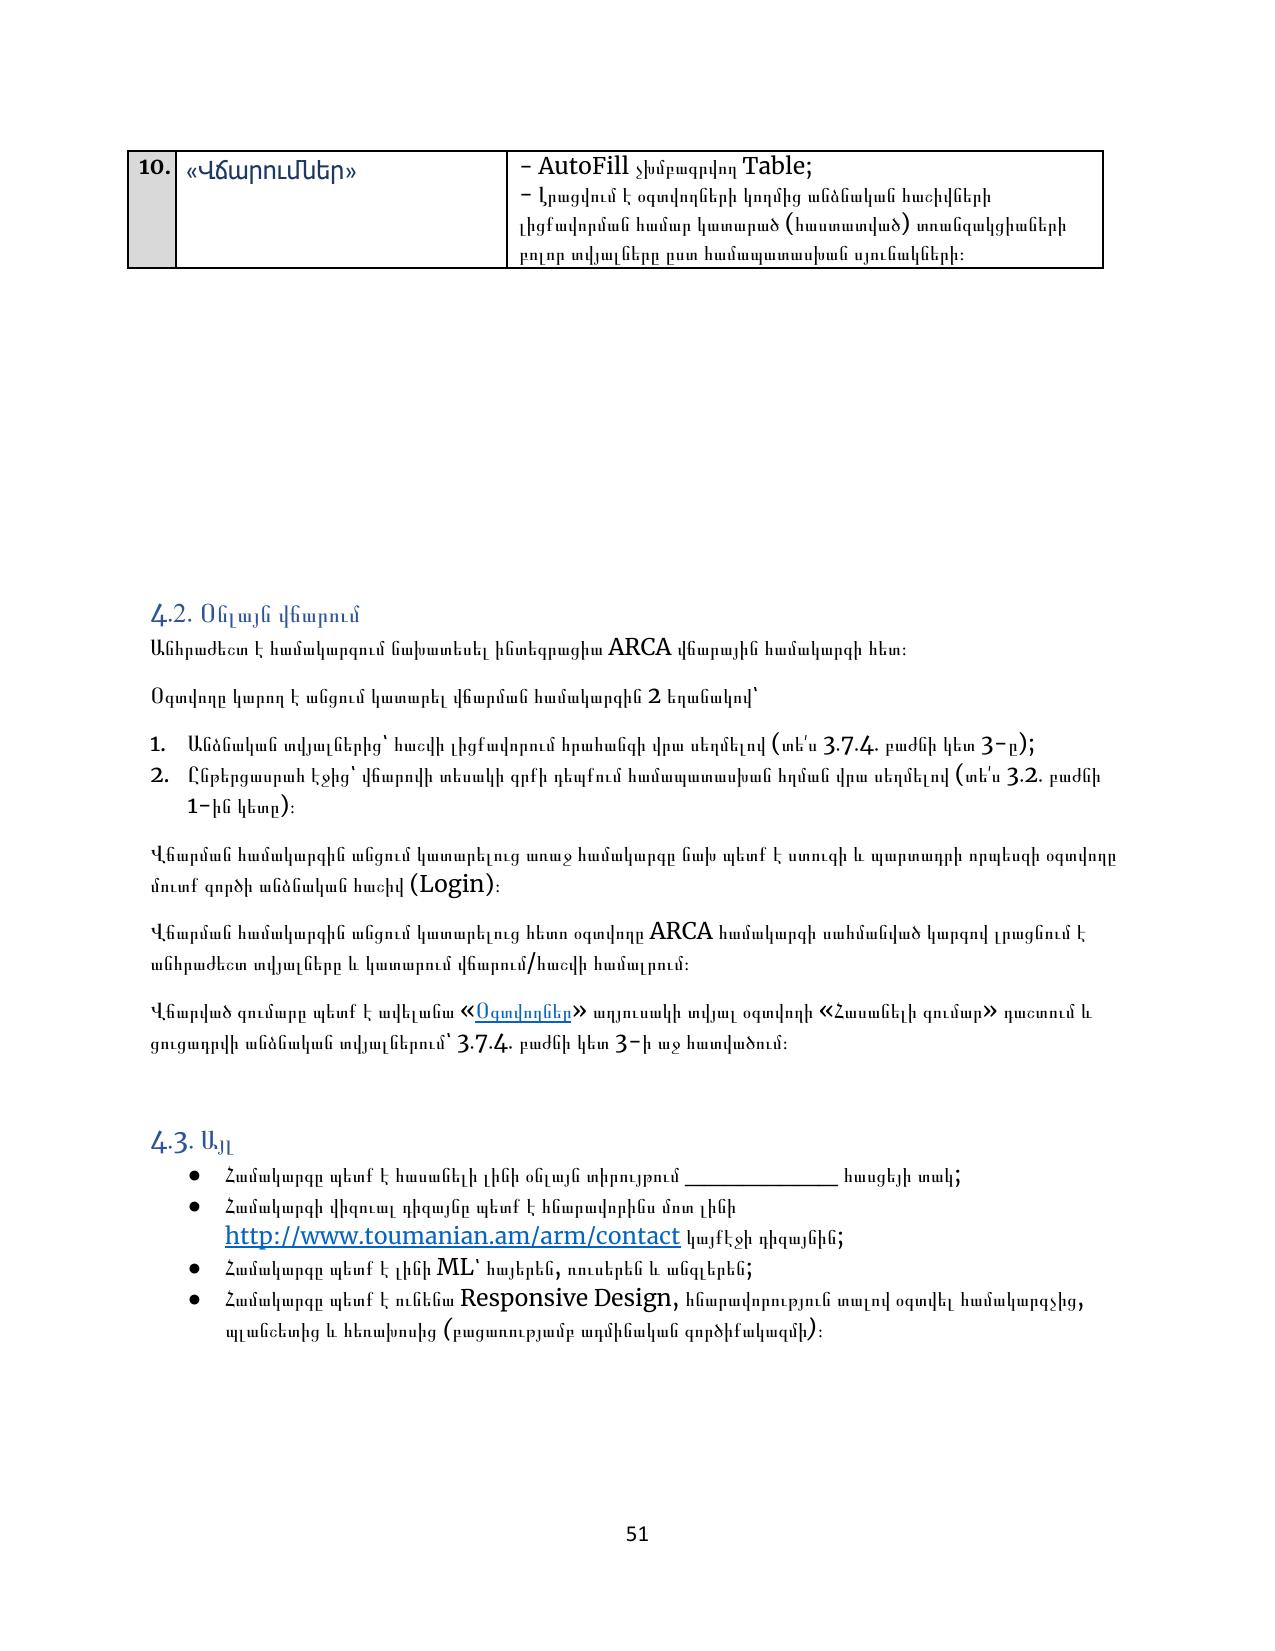 10. «Վճարումներ» - AutoFill չխմբագրվող Table;
- Լրացվում է օգտվողների կողմից անձնական հաշիվների
լիցքավորման համար կատարած (հաստատված) տռանզակցիաների
բոլոր տվյալները ըստ համապատասխան սյունակների։
4.2. Օնլայն վճարում
Անհրաժեշտ է համակարգում նախատեսել ինտեգրացիա ARCA վճարային համակարգի հետ։
Օգտվողը կարող է անցում կատարել վճարման համակարգին 2 եղանակով՝
1. Անձնական տվյալներից՝ հաշվի լիցքավորում հրահանգի վրա սեղմելով (տե՛ս 3.7.4. բաժնի կետ 3-ը);
2. Ընթերցասրահ էջից՝ վճարովի տեսակի գրքի դեպքում համապատասխան հղման վրա սեղմելով (տե՛ս 3.2. բաժնի
1-ին կետը)։
Վճարման համակարգին անցում կատարելուց առաջ համակարգը նախ պետք է ստուգի և պարտադրի որպեսզի օգտվողը
մուտք գործի անձնական հաշիվ (Login)։
Վճարման համակարգին անցում կատարելուց հետո օգտվողը ARCA համակարգի սահմանված կարգով լրացնում է
անհրաժեշտ տվյալները և կատարում վճարում/հաշվի համալրում։
Վճարված գումարը պետք է ավելանա «Օգտվողներ» աղյուսակի տվյալ օգտվողի «Հասանելի գումար» դաշտում և
ցուցադրվի անձնական տվյալներում՝ 3.7.4. բաժնի կետ 3-ի աջ հատվածում։
4.3. Այլ
● Համակարգը պետք է հասանելի լինի օնլայն տիրույթում ______________ հասցեյի տակ;
● Համակարգի վիզուալ դիզայնը պետք է հնարավորինս մոտ լինի
http://www.toumanian.am/arm/contact կայքէջի դիզայնին;
● Համակարգը պետք է լինի ML՝ հայերեն, ռուսերեն և անգլերեն;
● Համակարգը պետք է ունենա Responsive Design, հնարավորություն տալով օգտվել համակարգչից,
պլանշետից և հեռախոսից (բացառությամբ ադմինական գործիքակազմի)։
51